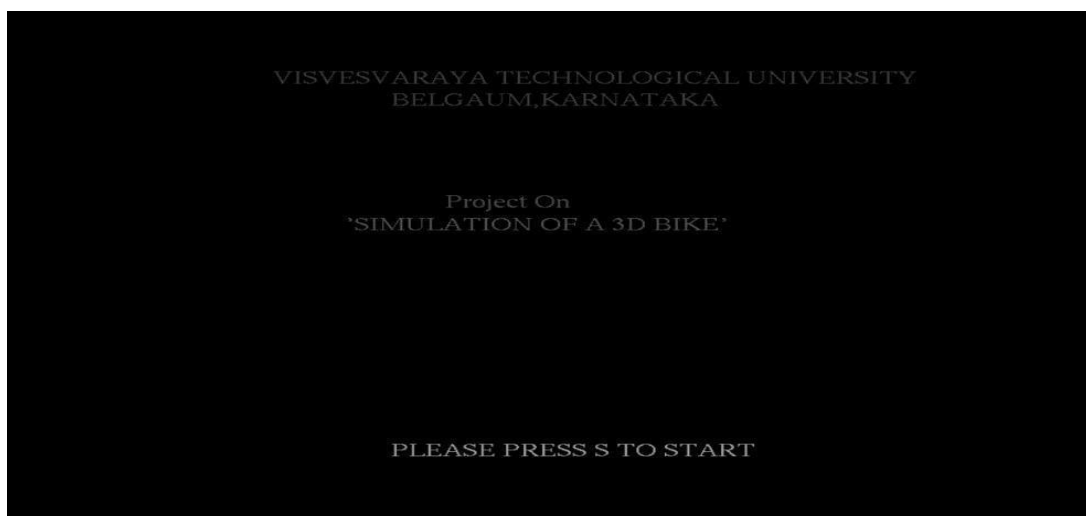 VISVESVARAYA TECHNOLOGICAL UNIVERSITY
BELGAUM,KARNATAKA
Project On
'SIMULATION OF A 3D BIKE'
PLEASE PRESS S TO START